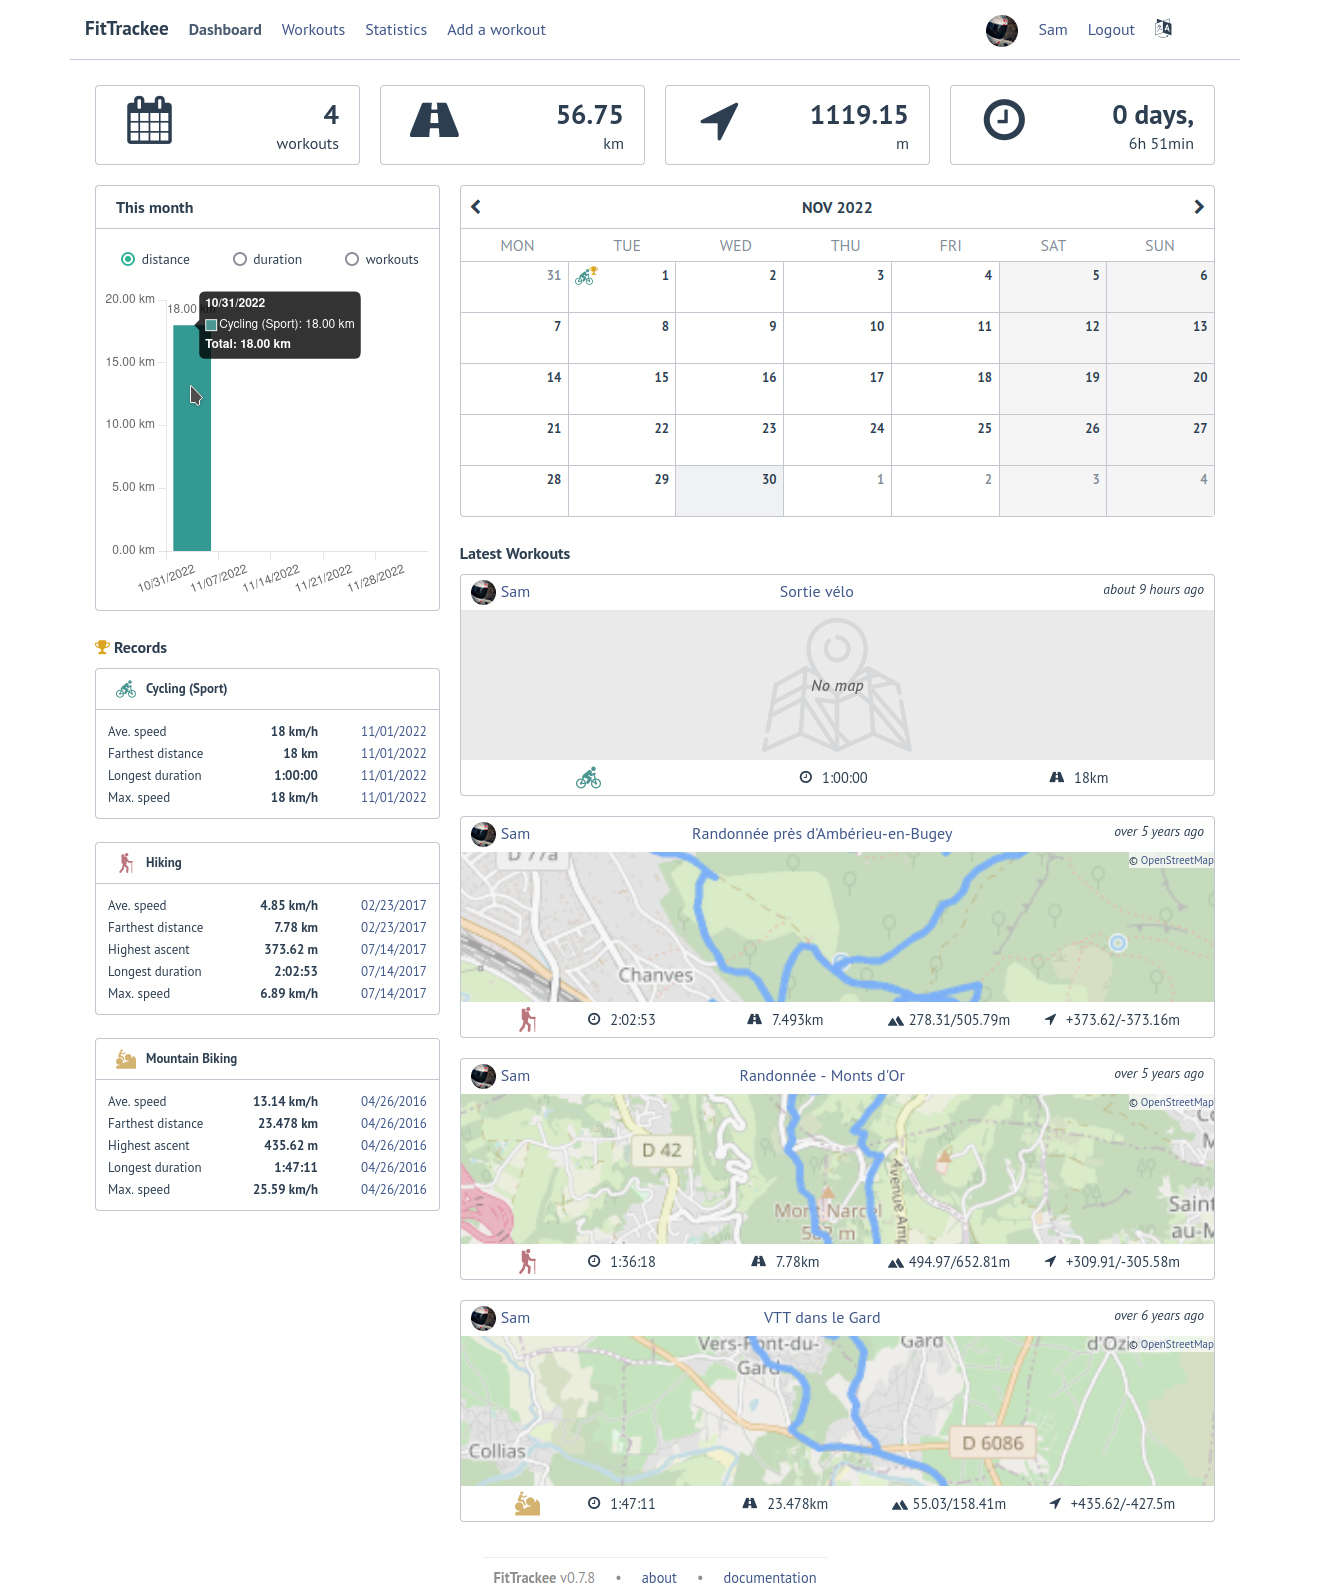 FitTrackee Dashboard Workouts Statistics Add a workout Sam Logout
4
workouts
56.75
km
1119.15
m
0 days,
6h 51min
This month
distance duration workouts
20.00 km
15.00 km
10.00 km
5.00 km
0.00 km
18.00
10/31/2022
Cycling (Sport): 18.00 km
Total: 18.00 km
10/31/2022 11/07/2022 11/14/2022 11/21/2022 11/28/2022
Records
Cycling (Sport)
Ave. speed 18 km/h 11/01/2022
Farthest distance 18 km 11/01/2022
Longest duration 1:00:00 11/01/2022
Max. speed 18 km/h 11/01/2022
Hiking
Ave. speed 4.85 km/h 02/23/2017
Farthest distance 7.78 km 02/23/2017
Highest ascent 373.62 m 07/14/2017
Longest duration 2:02:53 07/14/2017
Max. speed 6.89 km/h 07/14/2017
Mountain Biking
Ave. speed 13.14 km/h 04/26/2016
Farthest distance 23.478 km 04/26/2016
Highest ascent 435.62 m 04/26/2016
Longest duration 1:47:11 04/26/2016
Max. speed 25.59 km/h 04/26/2016
NOV 2022
MON TUE WED THU FRI SAT SUN
31 1 2 3 4 5 6
7 8 9 10 11 12 13
14 15 16 17 18 19 20
21 22 23 24 25 26 27
28 29 30 1 2 3 4
Latest Workouts
Sam Sortie vélo about 9 hours ago
No map
1:00:00 18km
Sam Randonnée près d'Ambérieu-en-Bugey over 5 years ago
D 77a
© OpenStreetMap
Chanves
2:02:53 7.493km 278.31/505.79m +373.62/-373.16m
Sam Randonnée - Monts d'Or over 5 years ago
© OpenStreetMap
D 42
Mont Narcel
m
Avenue
Saint
au-M
1:36:18 7.78km 494.97/652.81m +309.91/-305.58m
Sam VTT dans le Gard over 6 years ago
Vers-Pont-du-
Gard
Gard
d'Oz
© OpenStreetMap
Collias
D 6086
1:47:11 23.478km 55.03/158.41m +435.62/-427.5m
FitTrackee v0.7.8 • about • documentation